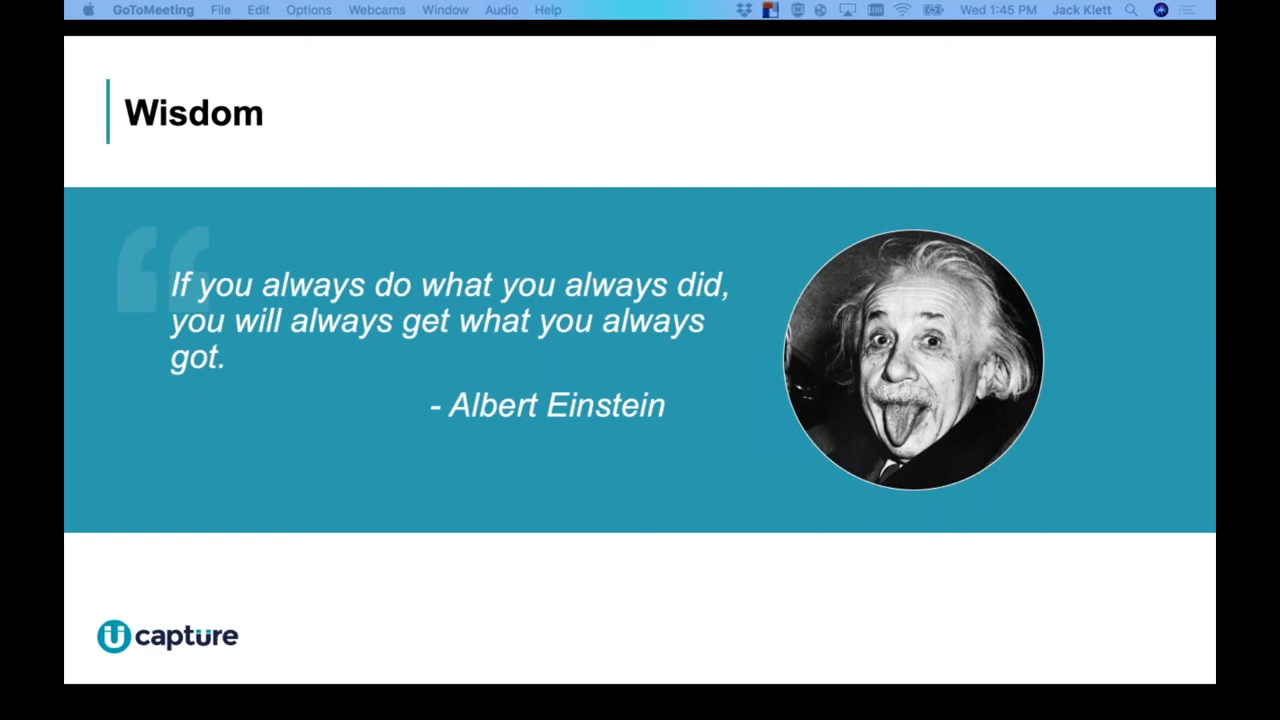 GoToMeeting File Edit Options Webcams Window Audio Help Wed 1:45 PM Jack Klett
Wisdom
“
If you always do what you always did,
you will always get what you always
got.
- Albert Einstein
Ü captüre